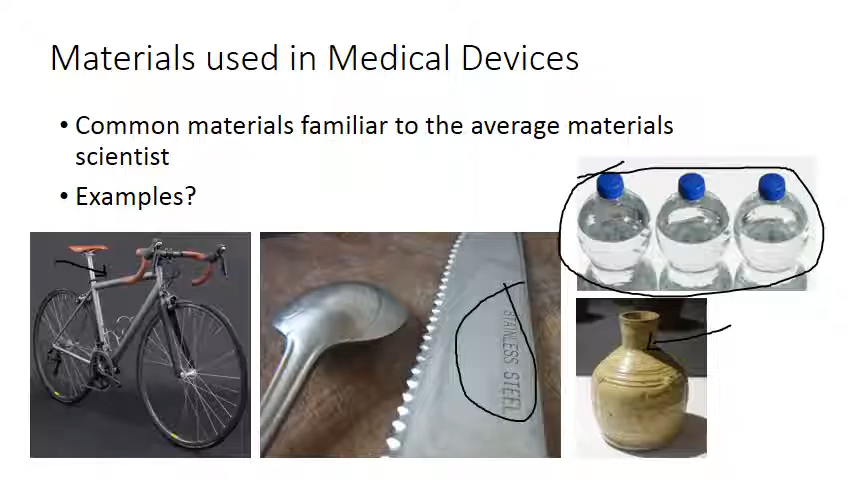 Materials used in Medical Devices
• Common materials familiar to the average materials
scientist
• Examples?
STAINLESS STEEL